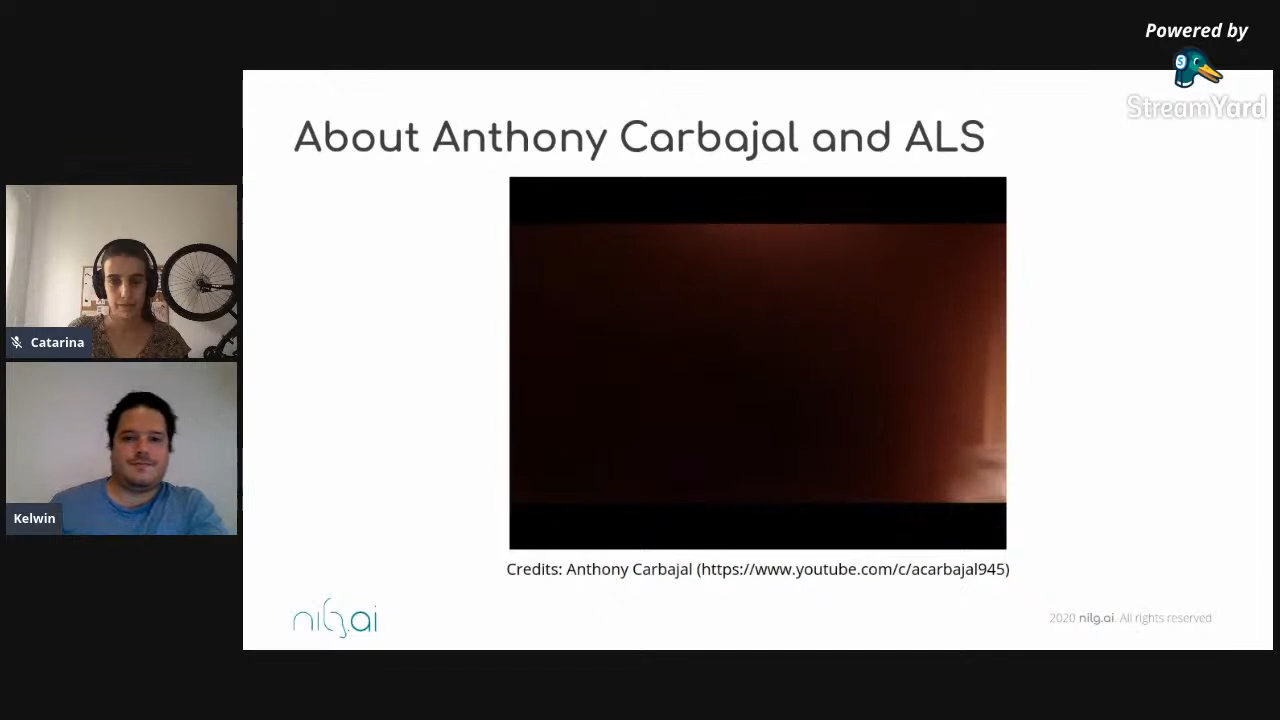 Powered by
StreamYard
About Anthony Carbajal and ALS
Catarina
Kelwin
Credits: Anthony Carbajal (https://www.youtube.com/c/acarbajal945)
nilg.ai
2020 nilg.ai. All rights reserved